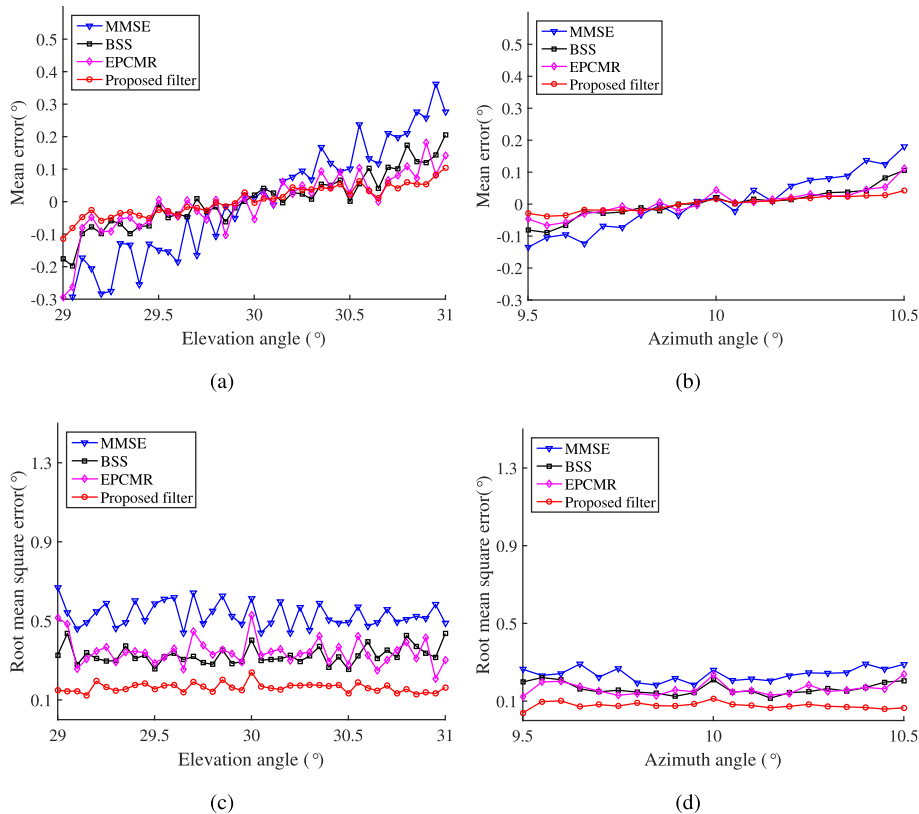 MMSE
BSS
EPCMR
Proposed filter
0.5
0.4
0.3
0.2
0.1
0
-0.1
-0.2
-0.3
Mean error(°)
29
29.5
30.0
30.5
31
Elevation angle (°)
(a)
MMSE
BSS
EPCMR
Proposed filter
0.5
0.4
0.3
0.2
0.1
0
-0.1
-0.2
-0.3
Mean error(°)
9.5
10
10.5
Azimuth angle (°)
(b)
MMSE
BSS
EPCMR
Proposed filter
1.3
0.9
0.5
0.1
Root mean square error(°)
29
29.5
30.0
30.5
31
Elevation angle (°)
(c)
MMSE
BSS
EPCMR
Proposed filter
1.3
0.9
0.5
0.1
Root mean square error(°)
9.5
10
10.5
Azimuth angle (°)
(d)